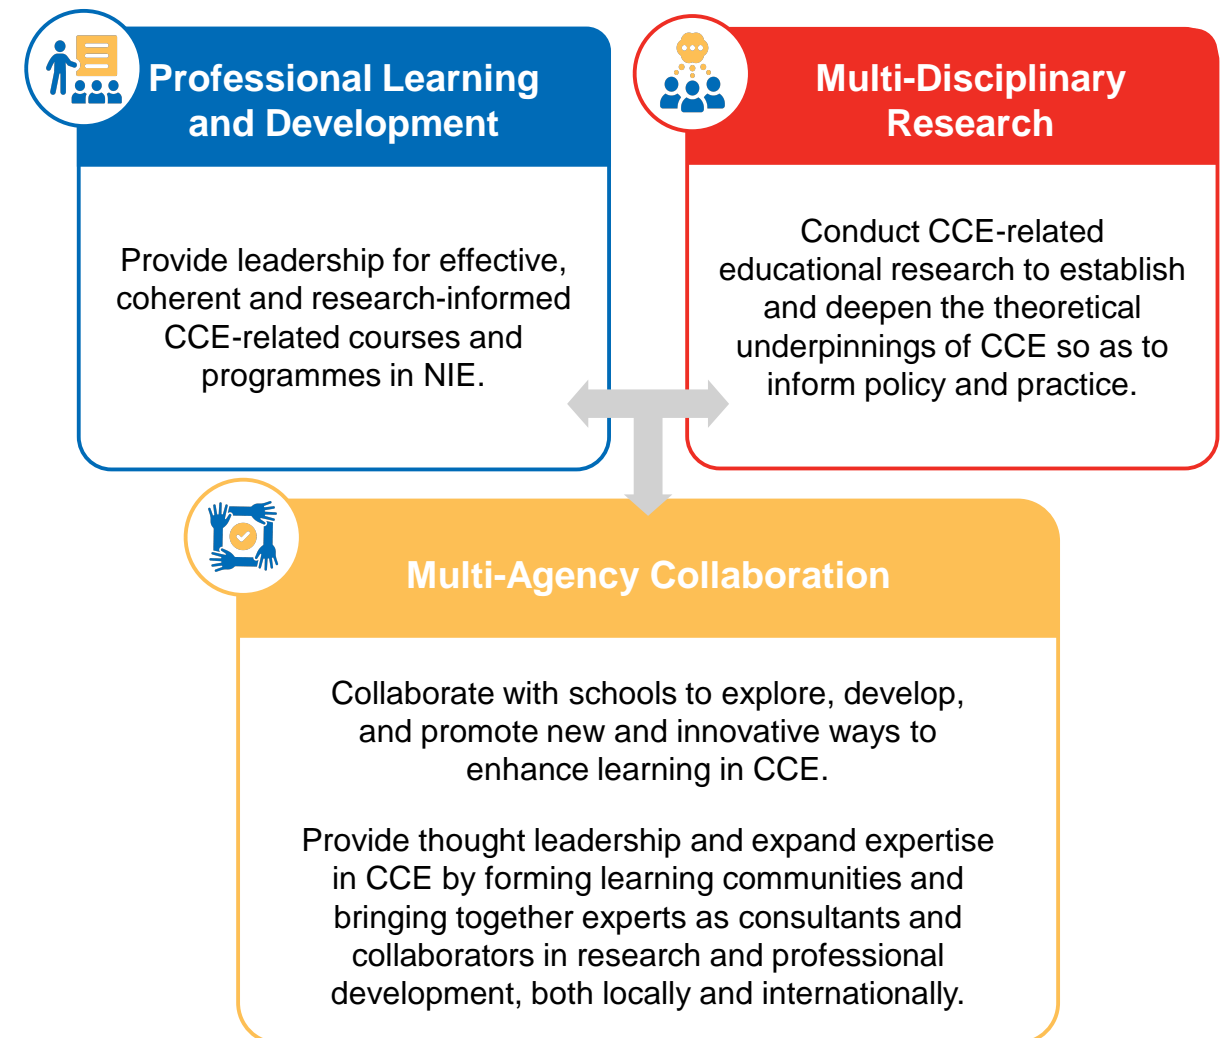 Professional Learning
and Development
Provide leadership for effective,
coherent and research-informed
CCE-related courses and
programmes in NIE.
Multi-Disciplinary
Research
Conduct CCE-related
educational research to establish
and deepen the theoretical
underpinnings of CCE so as to
inform policy and practice.
Multi-Agency Collaboration
Collaborate with schools to explore, develop,
and promote new and innovative ways to
enhance learning in CCE.
Provide thought leadership and expand expertise
in CCE by forming learning communities and
bringing together experts as consultants and
collaborators in research and professional
development, both locally and internationally.